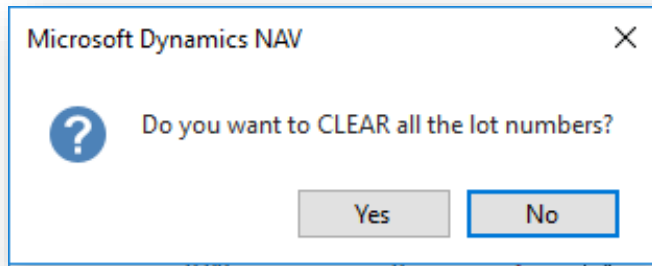 Microsoft Dynamics NAV
Do you want to CLEAR all the lot numbers?
Yes
No